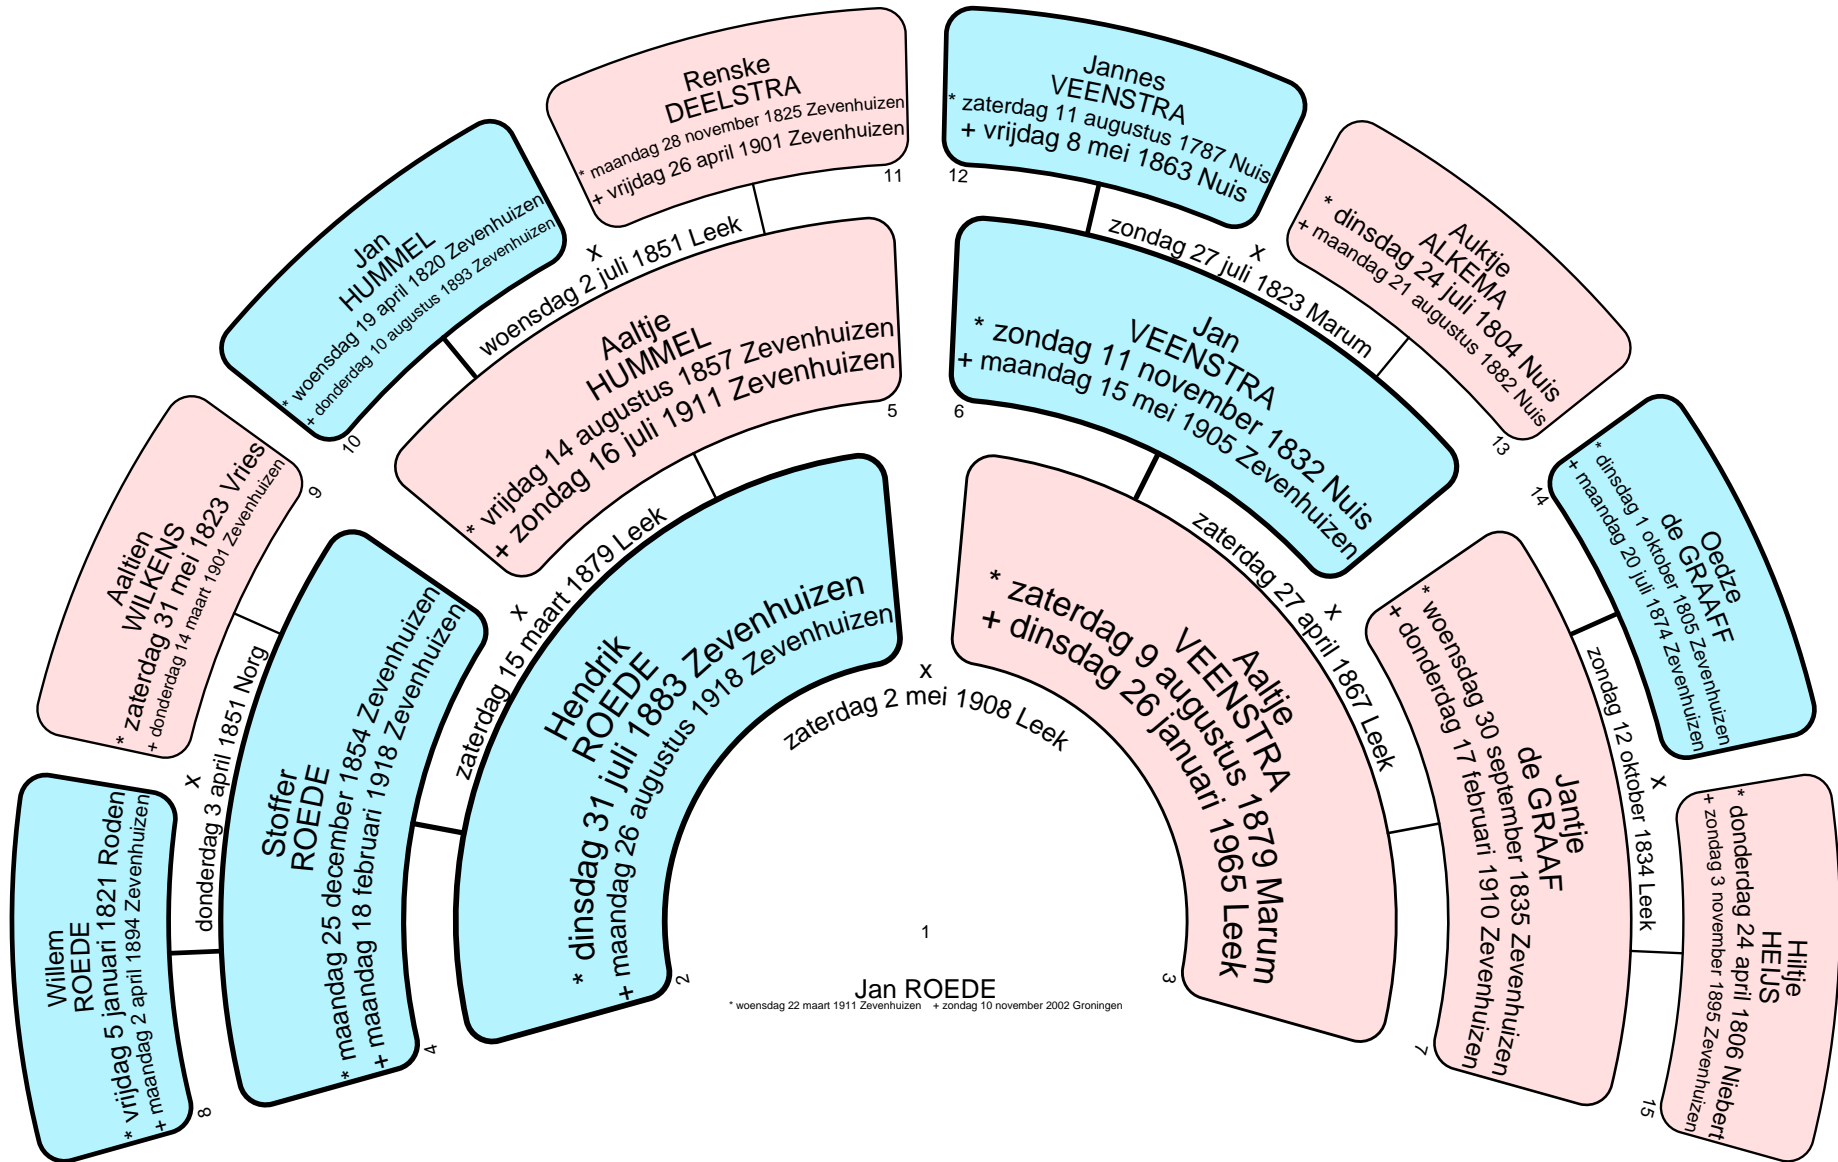 1
Jan ROEDE
* woensdag 22 maart 1911 Zevenhuizen + zondag 10 november 2002 Groningen
2
Hendrik
ROEDE
* dinsdag 31 juli 1883 Zevenhuizen
+ maandag 26 augustus 1918 Zevenhuizen
x
zaterdag 2 mei 1908 Leek
3
Aaltje
VEENSTRA
* zaterdag 9 augustus 1879 Marum
+ dinsdag 26 januari 1965 Leek
4
Stoffer
ROEDE
* maandag 25 december 1854 Zevenhuizen
+ maandag 18 februari 1918 Zevenhuizen
x
zaterdag 15 maart 1879 Leek
5
Aaltje
HUMMEL
* vrijdag 14 augustus 1857 Zevenhuizen
+ zondag 16 juli 1911 Zevenhuizen
6
Jan
VEENSTRA
* zondag 11 november 1832 Nuis
+ maandag 15 mei 1905 Zevenhuizen
x
zaterdag 27 april 1867 Leek
7
Jantje
de GRAAF
* woensdag 30 september 1835 Zevenhuizen
+ donderdag 17 februari 1910 Zevenhuizen
8
Willem
ROEDE
* vrijdag 5 januari 1821 Roden
+ maandag 2 april 1894 Zevenhuizen
x
donderdag 3 april 1851 Norg
9
Aaltien
WILKENS
* zaterdag 31 mei 1823 Vries
+ donderdag 14 maart 1901 Zevenhuizen
10
Jan
HUMMEL
* woensdag 19 april 1820 Zevenhuizen
+ donderdag 10 augustus 1893 Zevenhuizen
x
woensdag 2 juli 1851 Leek
11
Renske
DEELSTRA
* maandag 28 november 1825 Zevenhuizen
+ vrijdag 26 april 1901 Zevenhuizen
12
Jannes
VEENSTRA
* zaterdag 11 augustus 1787 Nuis
+ vrijdag 8 mei 1863 Nuis
x
zondag 27 juli 1823 Marum
13
Auktje
ALKEMA
* dinsdag 24 juli 1804 Nuis
+ maandag 21 augustus 1882 Nuis
14
Oedze
de GRAAFF
* dinsdag 1 oktober 1805 Zevenhuizen
+ maandag 20 juli 1874 Zevenhuizen
x
zondag 12 oktober 1834 Leek
15
Hiltje
HEIJS
* donderdag 24 april 1806 Niebert
+ zondag 3 november 1895 Zevenhuizen